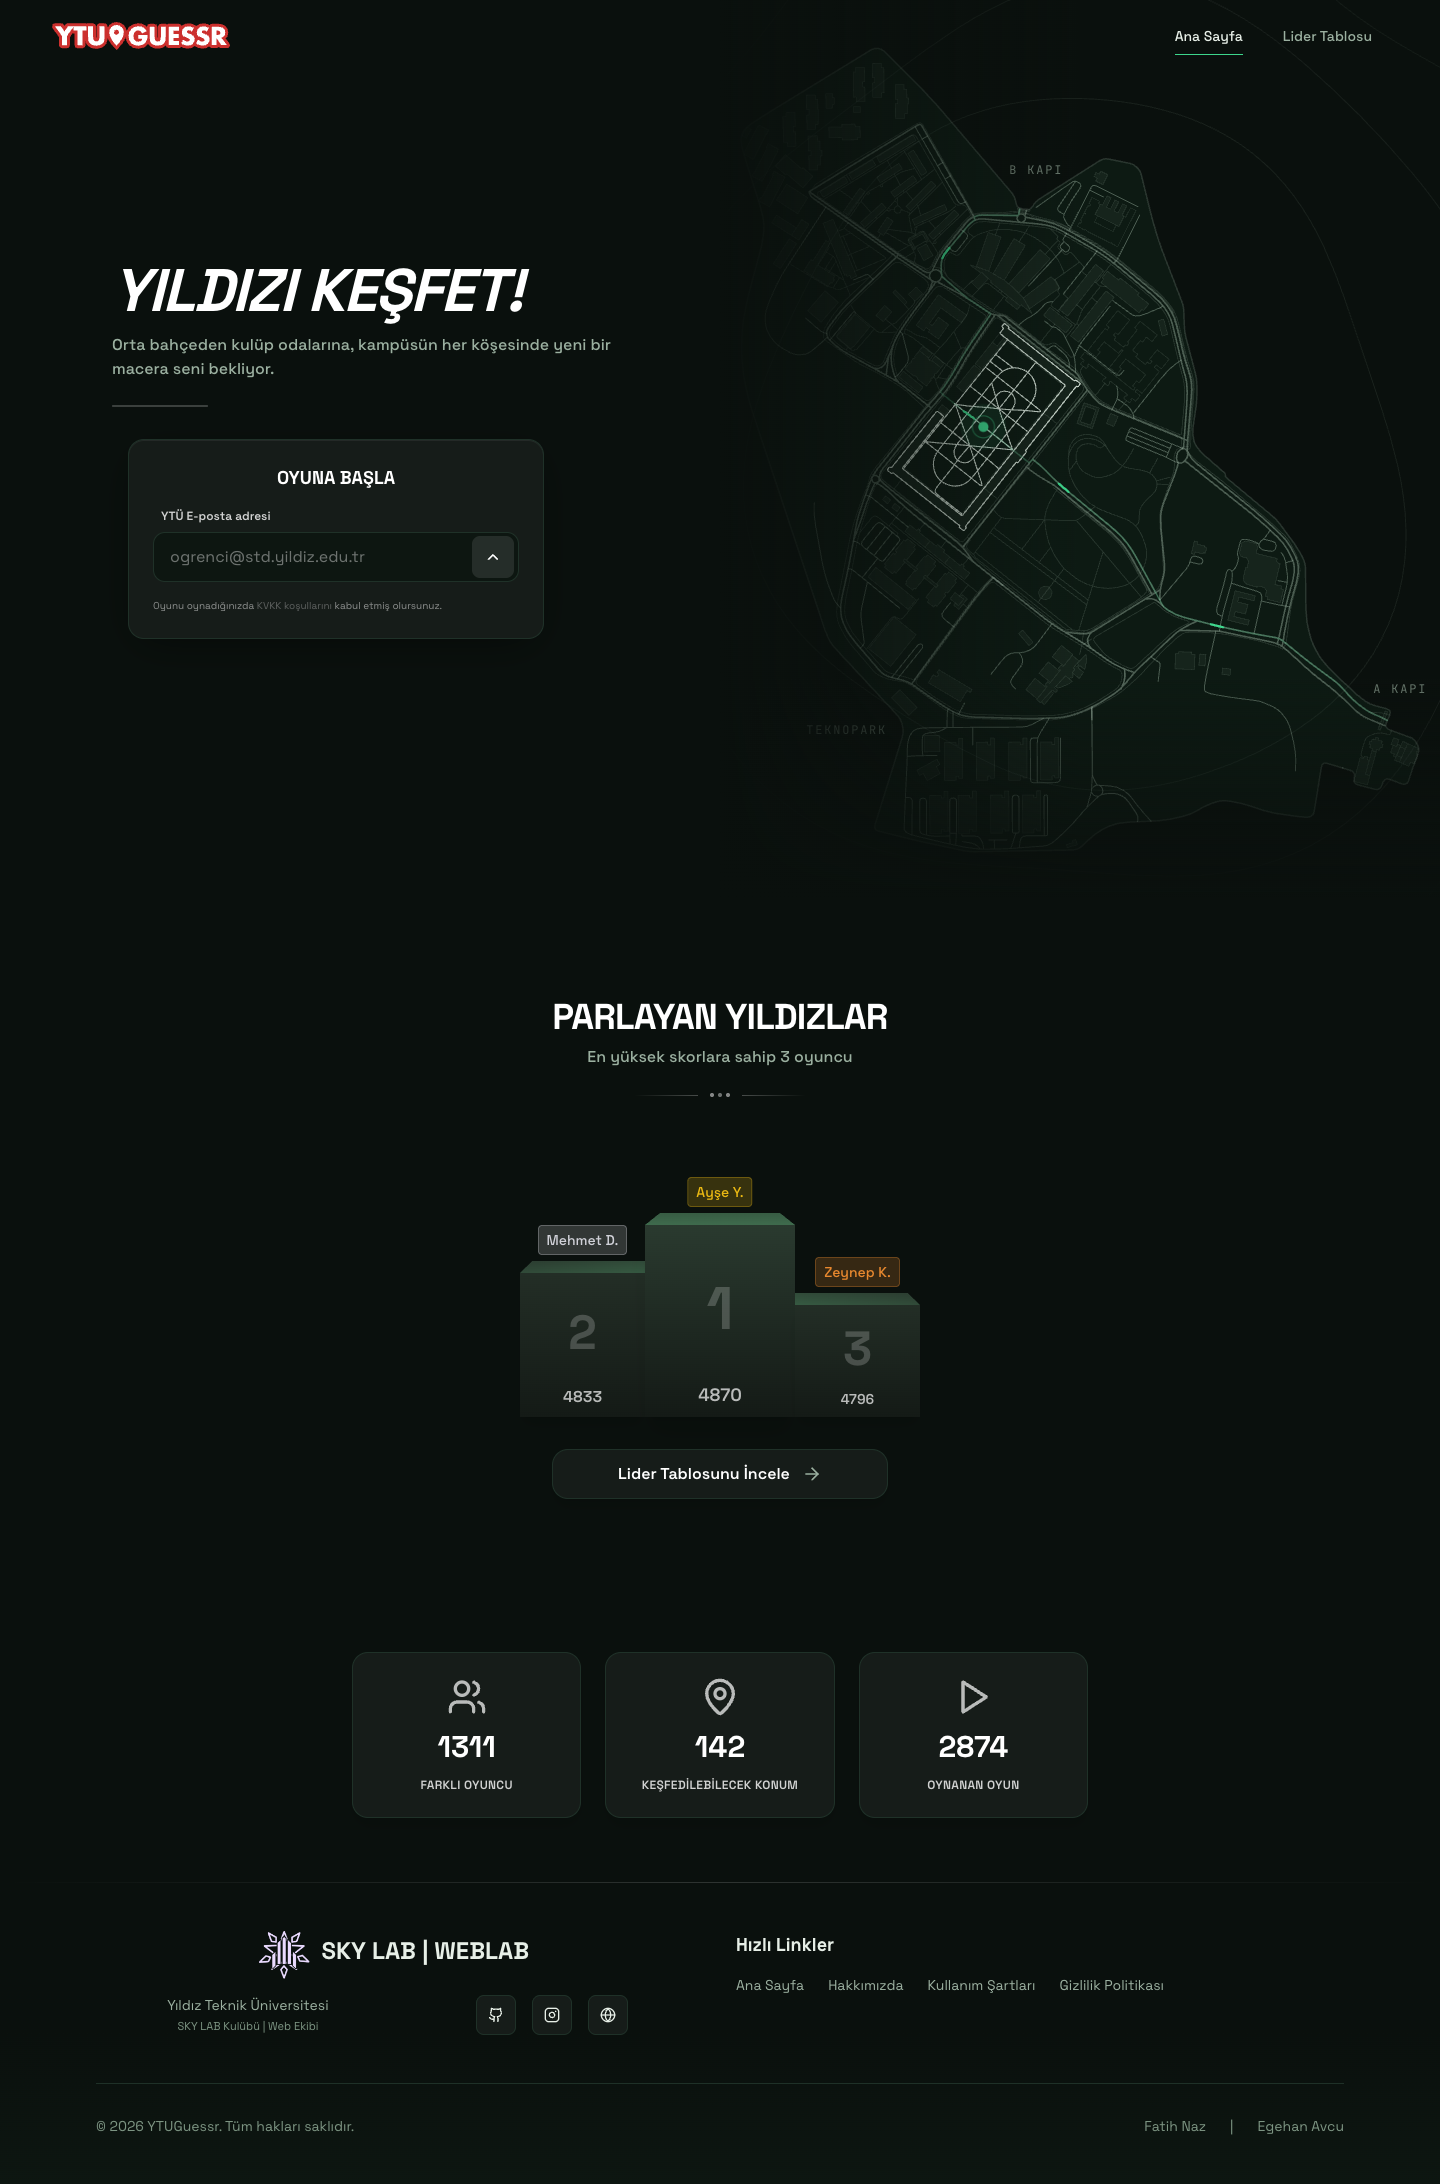 YTU GUESSR
Ana Sayfa
Lider Tablosu
B KAPI
YILDIZI KEŞFET!
Orta bahçeden kulüp odalarına, kampüsün her köşesinde yeni bir
macera seni bekliyor.
OYUNA BAŞLA
YTÜ E-posta adresi
ogrenci@std.yildiz.edu.tr
Oyunu oynadığınızda KVKK koşullarını kabul etmiş olursunuz.
A KAPI
TEKNOPARK
PARLAYAN YILDIZLAR
En yüksek skorlara sahip 3 oyuncu
Ayşe Y.
Mehmet D.
Zeynep K.
1
2
3
4833
4870
4796
Lider Tablosunu İncele
1311
142
2874
FARKLI OYUNCU
KEŞFEDİLEBİLECEK KONUM
OYNANAN OYUN
SKY LAB | WEBLAB
Hızlı Linkler
Ana Sayfa
Hakkımızda
Kullanım Şartları
Gizlilik Politikası
Yıldız Teknik Üniversitesi
SKY LAB Kulübü | Web Ekibi
© 2026 YTUGuessr. Tüm hakları saklıdır.
Fatih Naz | Egehan Avcu